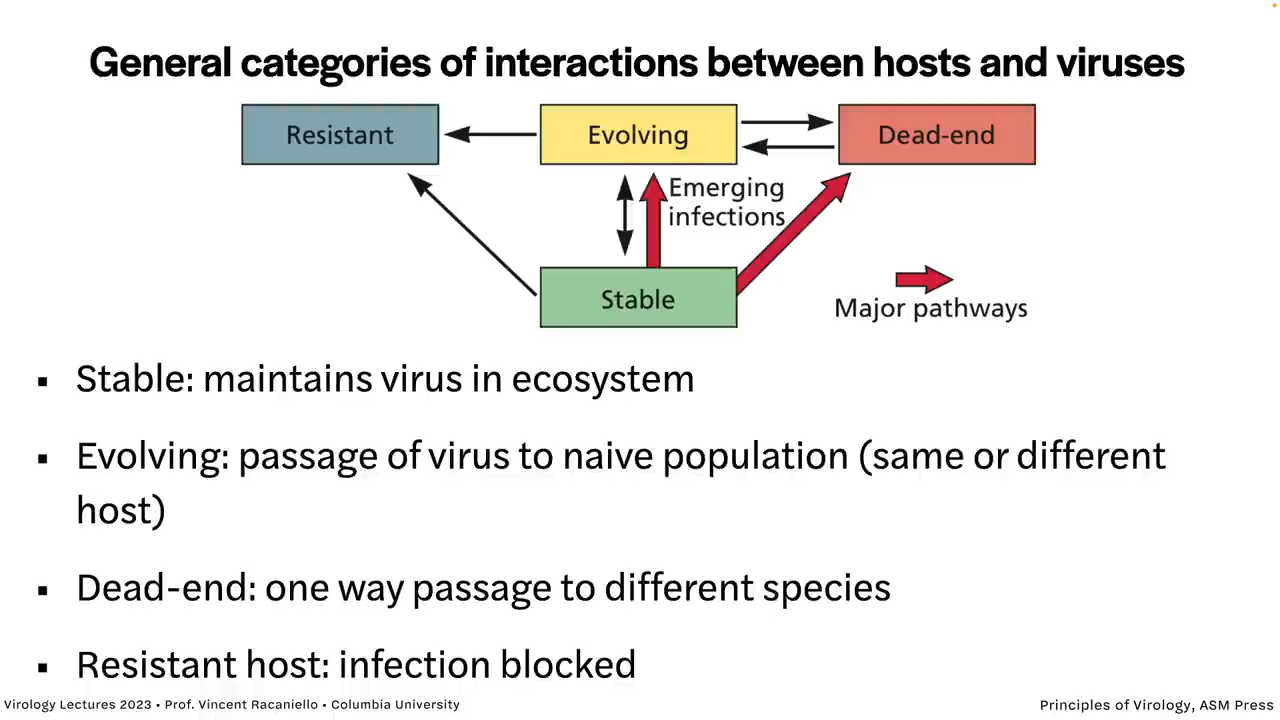 General categories of interactions between hosts and viruses
Resistant
Evolving
Dead-end
Emerging
infections
Stable
Major pathways
▪ Stable: maintains virus in ecosystem
▪ Evolving: passage of virus to naive population (same or different
host)
▪ Dead-end: one way passage to different species
▪ Resistant host: infection blocked
Virology Lectures 2023 • Prof. Vincent Racaniello • Columbia University
Principles of Virology, ASM Press